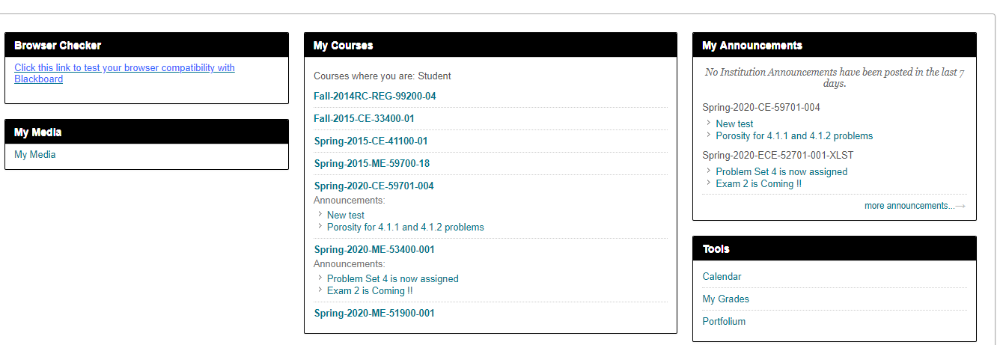 Browser Checker
Click this link to test your browser compatibility with
Blackboard
My Media
My Media
My Courses
Courses where you are: Student
Fall-2014RC-REG-99200-04
Fall-2015-CE-33400-01
Spring-2015-CE-41100-01
Spring-2015-ME-59700-18
Spring-2020-CE-59701-004
Announcements:
New test
Porosity for 4.1.1 and 4.1.2 problems
Spring-2020-ME-53400-001
Announcements:
Problem Set 4 is now assigned
Exam 2 is Coming !!
Spring-2020-ME-51900-001
My Announcements
No Institution Announcements have been posted in the last 7
days.
Spring-2020-CE-59701-004
New test
Porosity for 4.1.1 and 4.1.2 problems
Spring-2020-ECE-52701-001-XLST
Problem Set 4 is now assigned
Exam 2 is Coming !!
more announcements...→
Tools
Calendar
My Grades
Portfolium